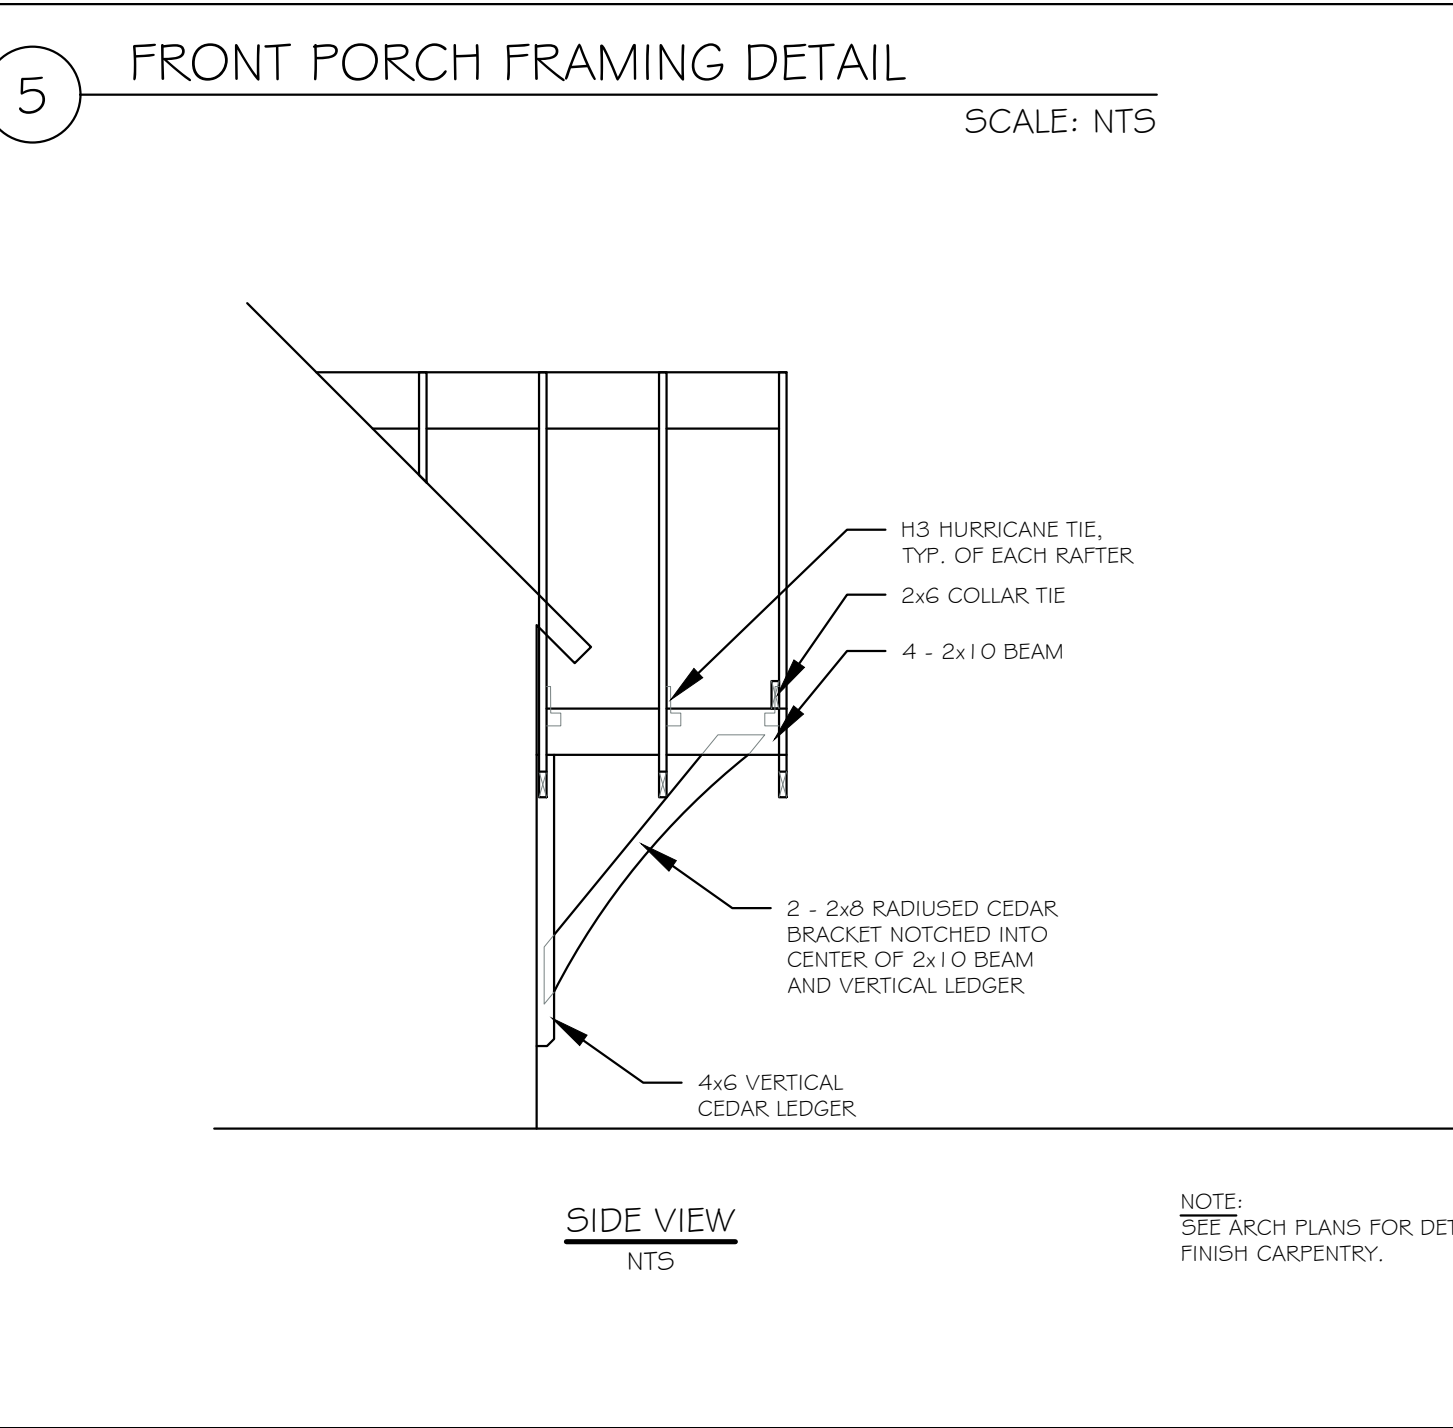 5
FRONT PORCH FRAMING DETAIL
SCALE: NTS
H3 HURRICANE TIE,
TYP. OF EACH RAFTER
2x6 COLLAR TIE
4 - 2x10 BEAM
2 - 2x8 RADIUSED CEDAR
BRACKET NOTCHED INTO
CENTER OF 2x10 BEAM
AND VERTICAL LEDGER
4x6 VERTICAL
CEDAR LEDGER
SIDE VIEW
NTS
NOTE:
SEE ARCH PLANS FOR
FINISH CARPENTRY.